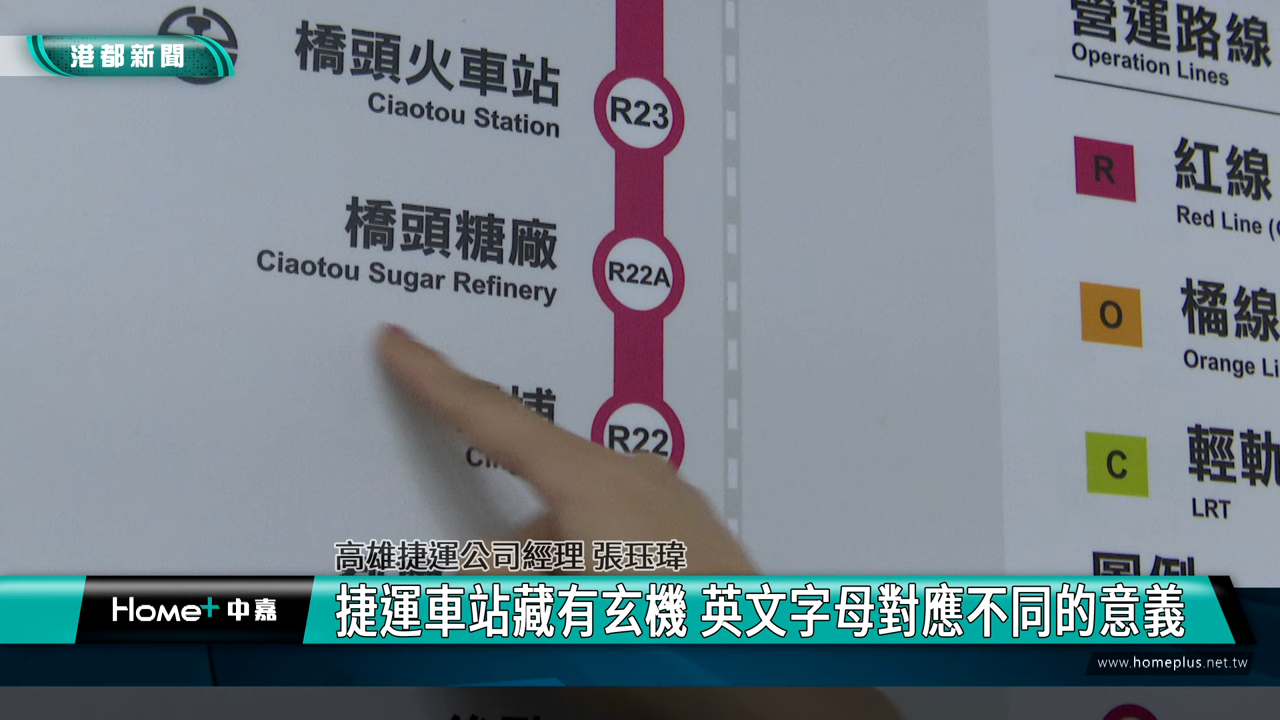 港都新聞
橋頭火車站
Ciaotou Station
R23
橋頭糖廠
Ciaotou Sugar Refinery
R22A
埔
R22
營運路線
Operation Lines
R
紅線
Red Line (
O
橘線
Orange Li
C
輕軌
LRT
圖例
高雄捷運公司經理 張珏瑋
Home+ 中嘉
捷運車站藏有玄機 英文字母對應不同的意義
www.homeplus.net.tw